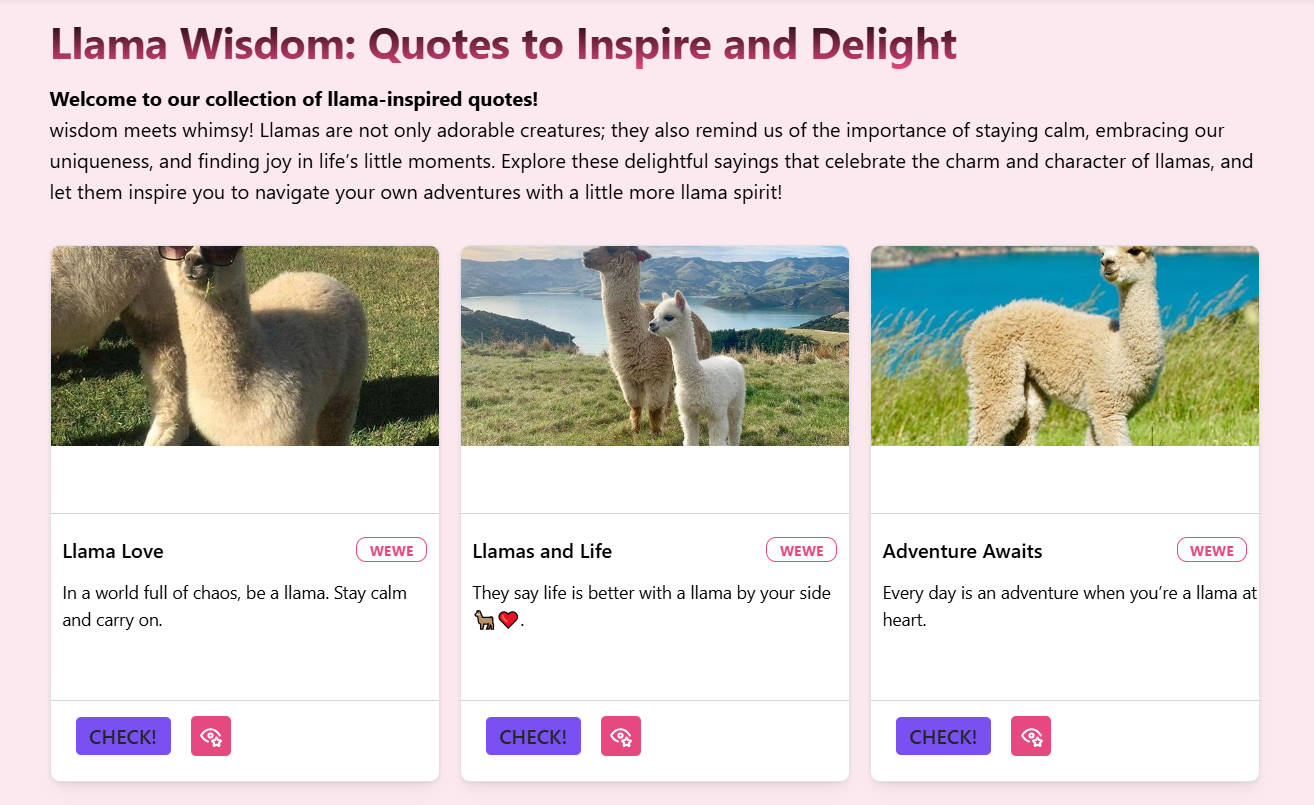 Llama Wisdom: Quotes to Inspire and Delight
Welcome to our collection of llama-inspired quotes!
wisdom meets whimsy! Llamas are not only adorable creatures; they also remind us of the importance of staying calm, embracing our
uniqueness, and finding joy in life’s little moments. Explore these delightful sayings that celebrate the charm and character of llamas, and
let them inspire you to navigate your own adventures with a little more llama spirit!
Llama Love
WEWE
In a world full of chaos, be a llama. Stay calm
and carry on.
CHECK!
Llamas and Life
WEWE
They say life is better with a llama by your side
🦙❤️.
CHECK!
Adventure Awaits
WEWE
Every day is an adventure when you’re a llama at
heart.
CHECK!